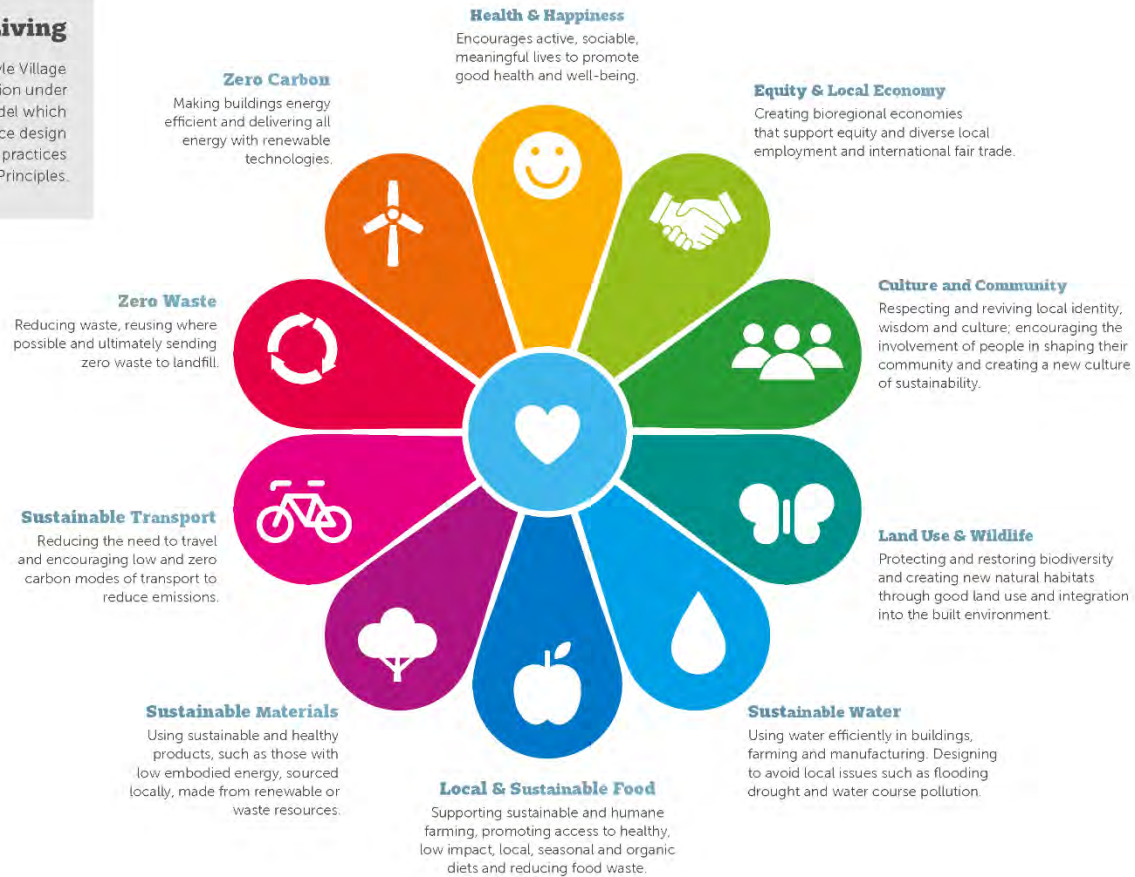 Living
Village
ion under
del which
ce design
practices
Principles.
Health & Happiness
Encourages active, sociable,
meaningful lives to promote
good health and well-being.
Zero Carbon
Making buildings energy
efficient and delivering all
energy with renewable
technologies.
Equity & Local Economy
Creating bioregional economies
that support equity and diverse local
employment and international fair trade.
Zero Waste
Reducing waste, reusing where
possible and ultimately sending
zero waste to landfill.
Culture and Community
Respecting and reviving local identity,
wisdom and culture; encouraging the
involvement of people in shaping their
community and creating a new culture
of sustainability.
Sustainable Transport
Reducing the need to travel
and encouraging low and zero
carbon modes of transport to
reduce emissions.
Land Use & Wildlife
Protecting and restoring biodiversity
and creating new natural habitats
through good land use and integration
into the built environment.
Sustainable Materials
Using sustainable and healthy
products, such as those with
low embodied energy, sourced
locally, made from renewable or
waste resources.
Local & Sustainable Food
Supporting sustainable and humane
farming, promoting access to healthy,
low impact, local, seasonal and organic
diets and reducing food waste.
Sustainable Water
Using water efficiently in buildings,
farming and manufacturing. Designing
to avoid local issues such as flooding
drought and water course pollution.